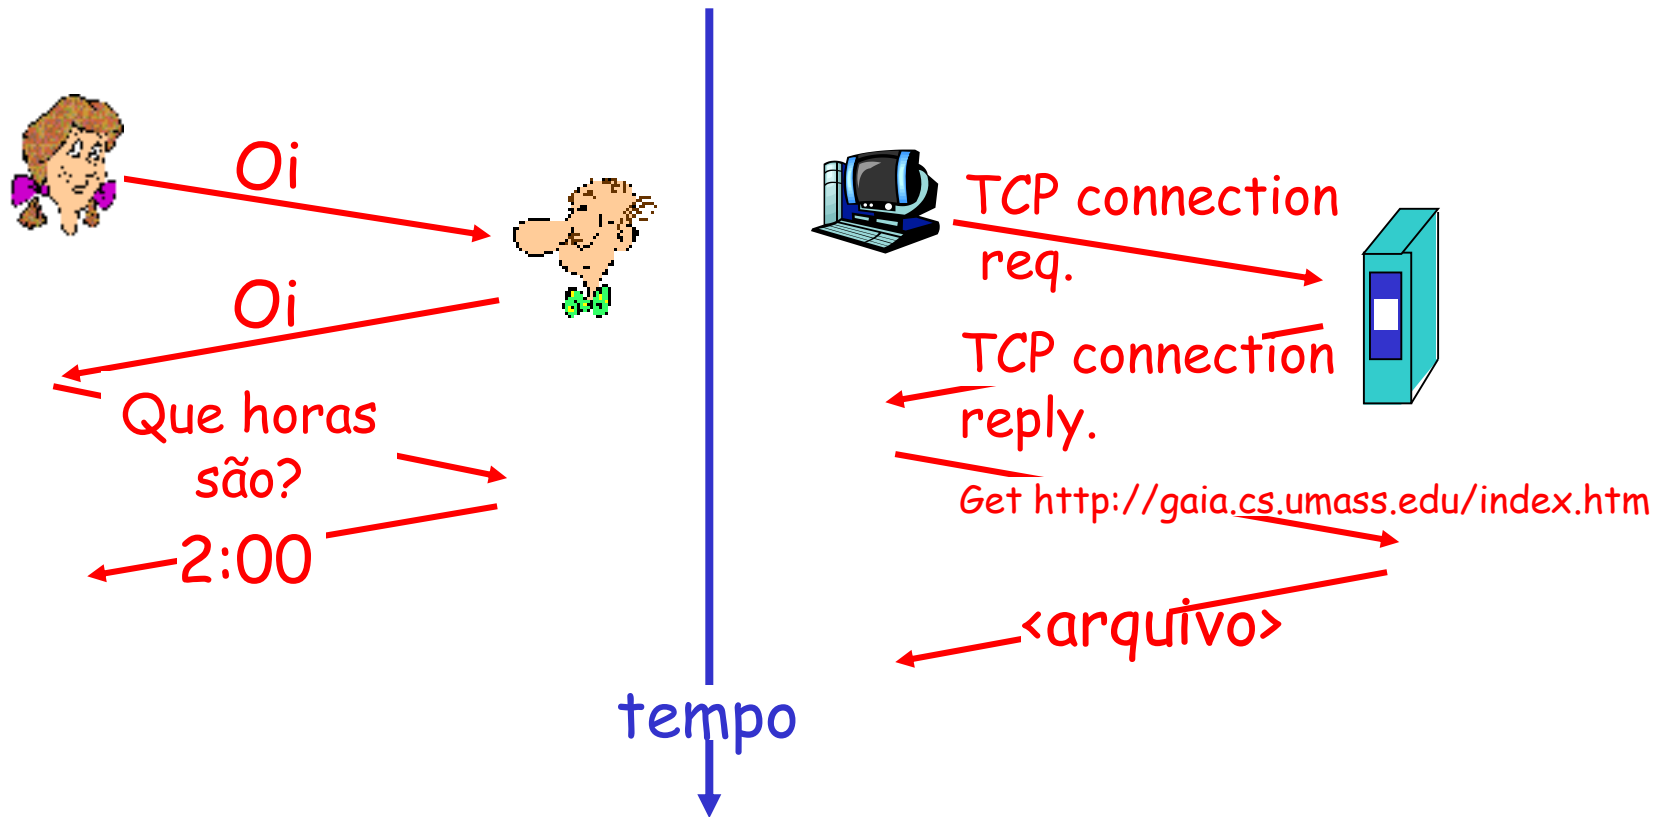 Oi
Oi
Que horas
são?
2:00
TCP connection
req.
TCP connection
reply.
Get http://gaia.cs.umass.edu/index.htm
<arquivo>
tempo